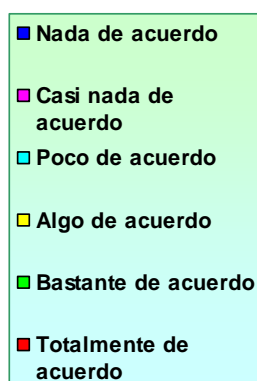 Nada de acuerdo
Casi nada de
acuerdo
Poco de acuerdo
Algo de acuerdo
Bastante de acuerdo
Totalmente de
acuerdo